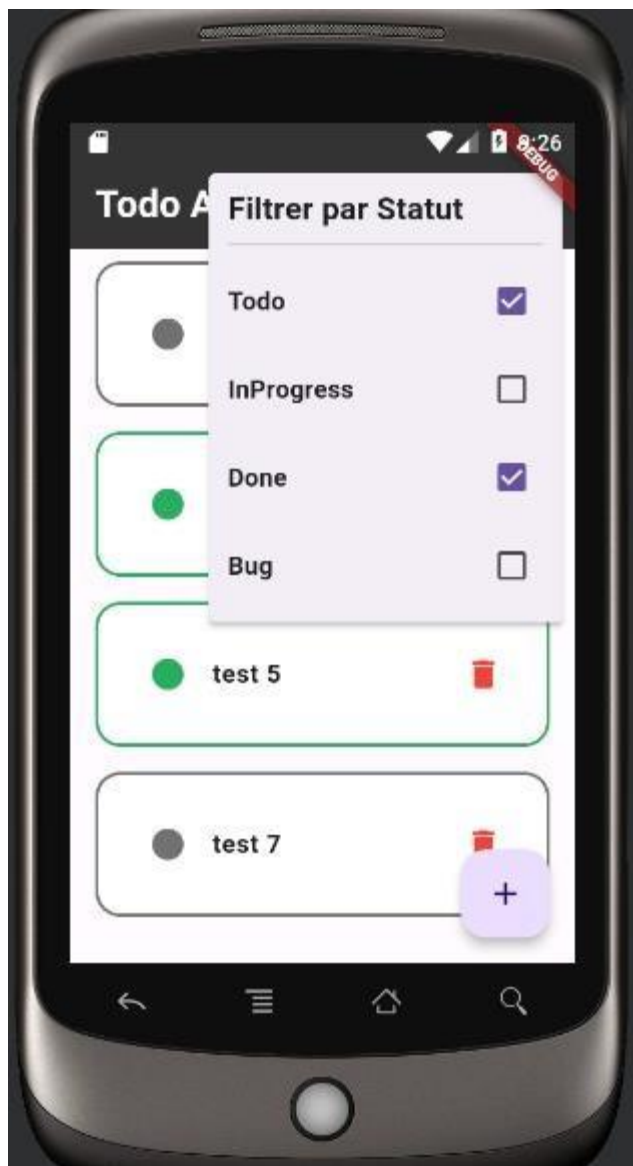 8:26
DEBUG
Todo A
Filtrer par Statut
Todo
InProgress
Done
Bug
test 5
test 7
+